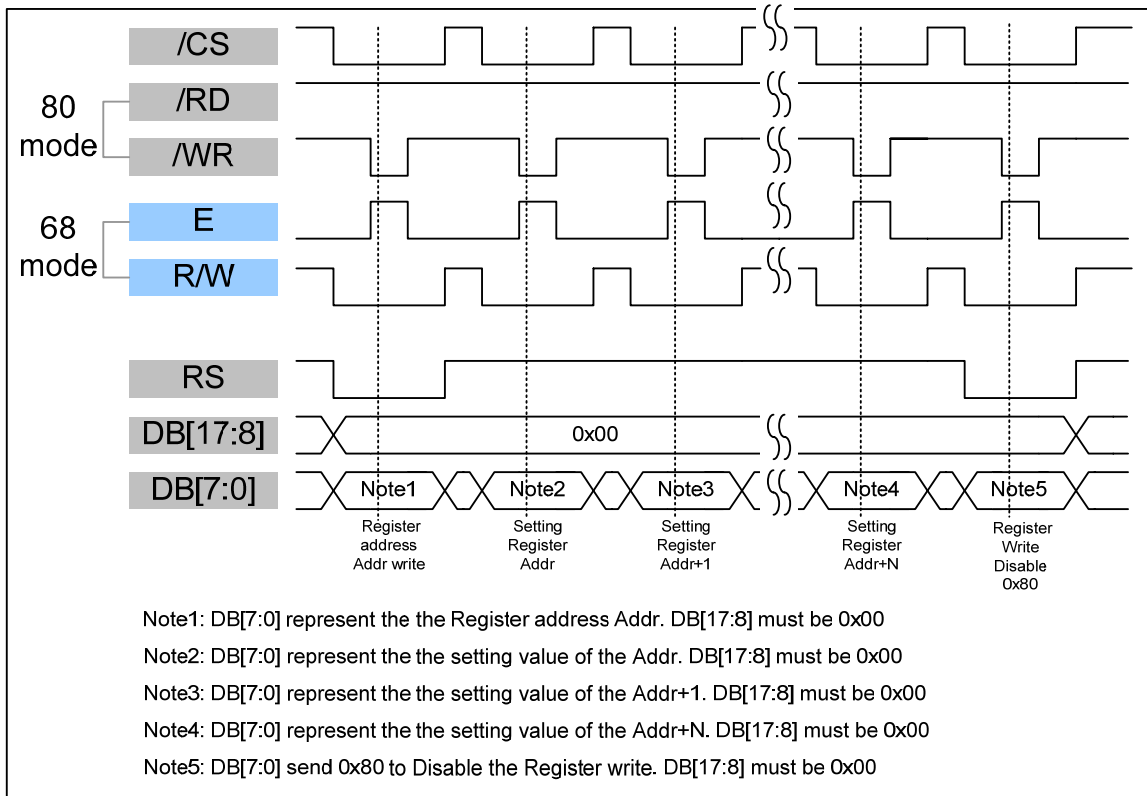 /CS
/RD
80
mode
/WR
E
68
mode
R/W
RS
DB[17:8]
0x00
DB[7:0]
Note1
Note2
Note3
Note4
Note5
Register
address
Addr write
Setting
Register
Addr
Setting
Register
Addr+1
Setting
Register
Addr+N
Register
Write
Disable
0x80
Note1: DB[7:0] represent the the Register address Addr. DB[17:8] must be 0x00
Note2: DB[7:0] represent the the setting value of the Addr. DB[17:8] must be 0x00
Note3: DB[7:0] represent the the setting value of the Addr+1. DB[17:8] must be 0x00
Note4: DB[7:0] represent the the setting value of the Addr+N. DB[17:8] must be 0x00
Note5: DB[7:0] send 0x80 to Disable the Register write. DB[17:8] must be 0x00